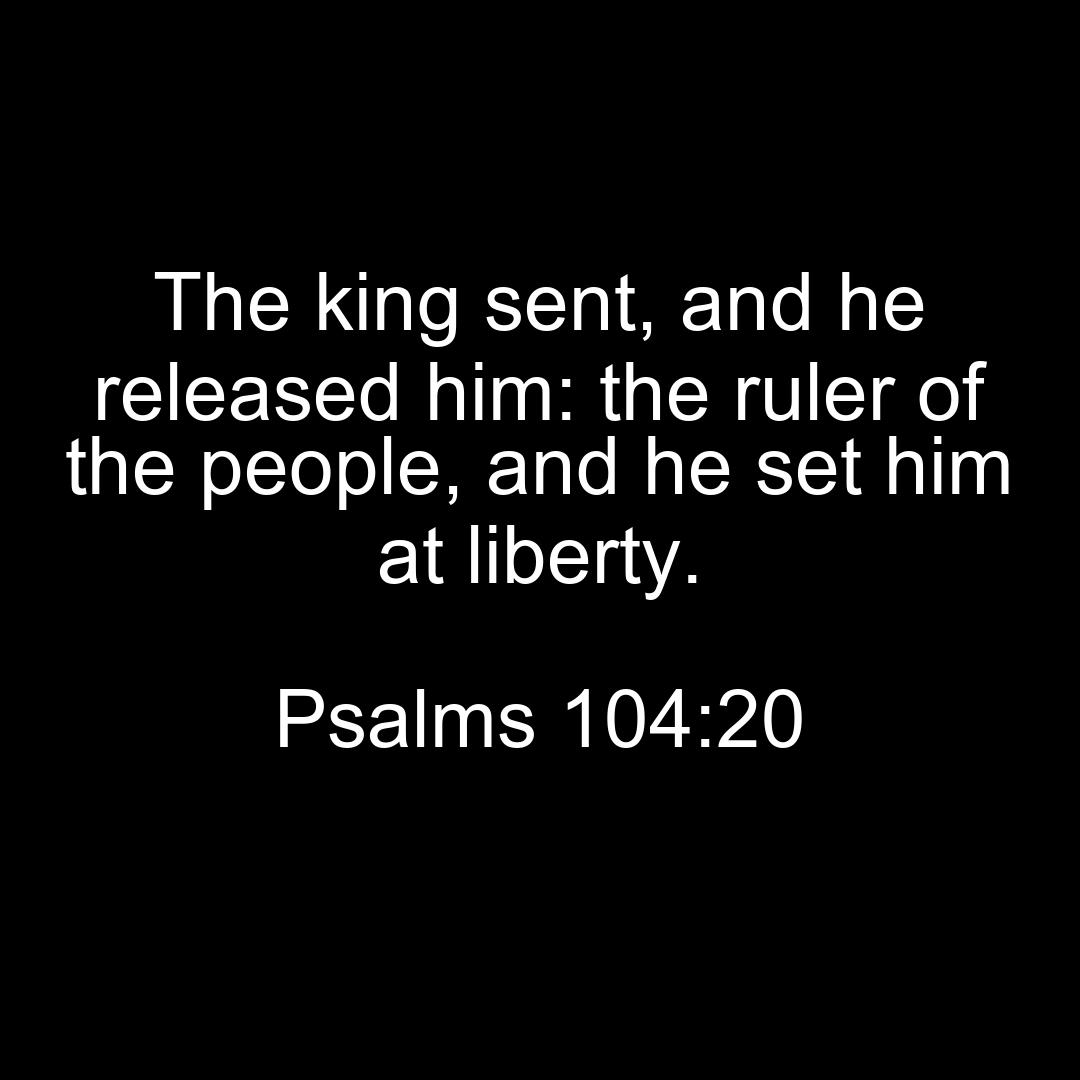 The king sent, and he
released him: the ruler of
the people, and he set him
at liberty.
Psalms 104:20